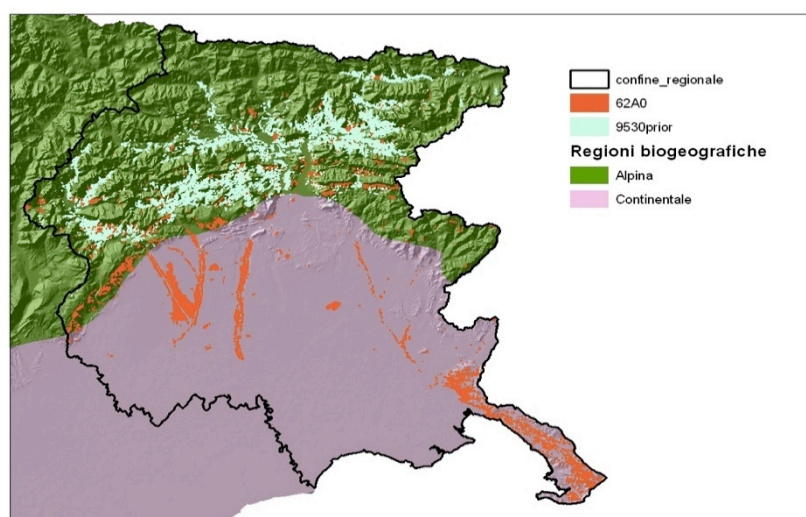 confine_regionale
62A0
9530prior
Regioni biogeografiche
Alpina
Continentale